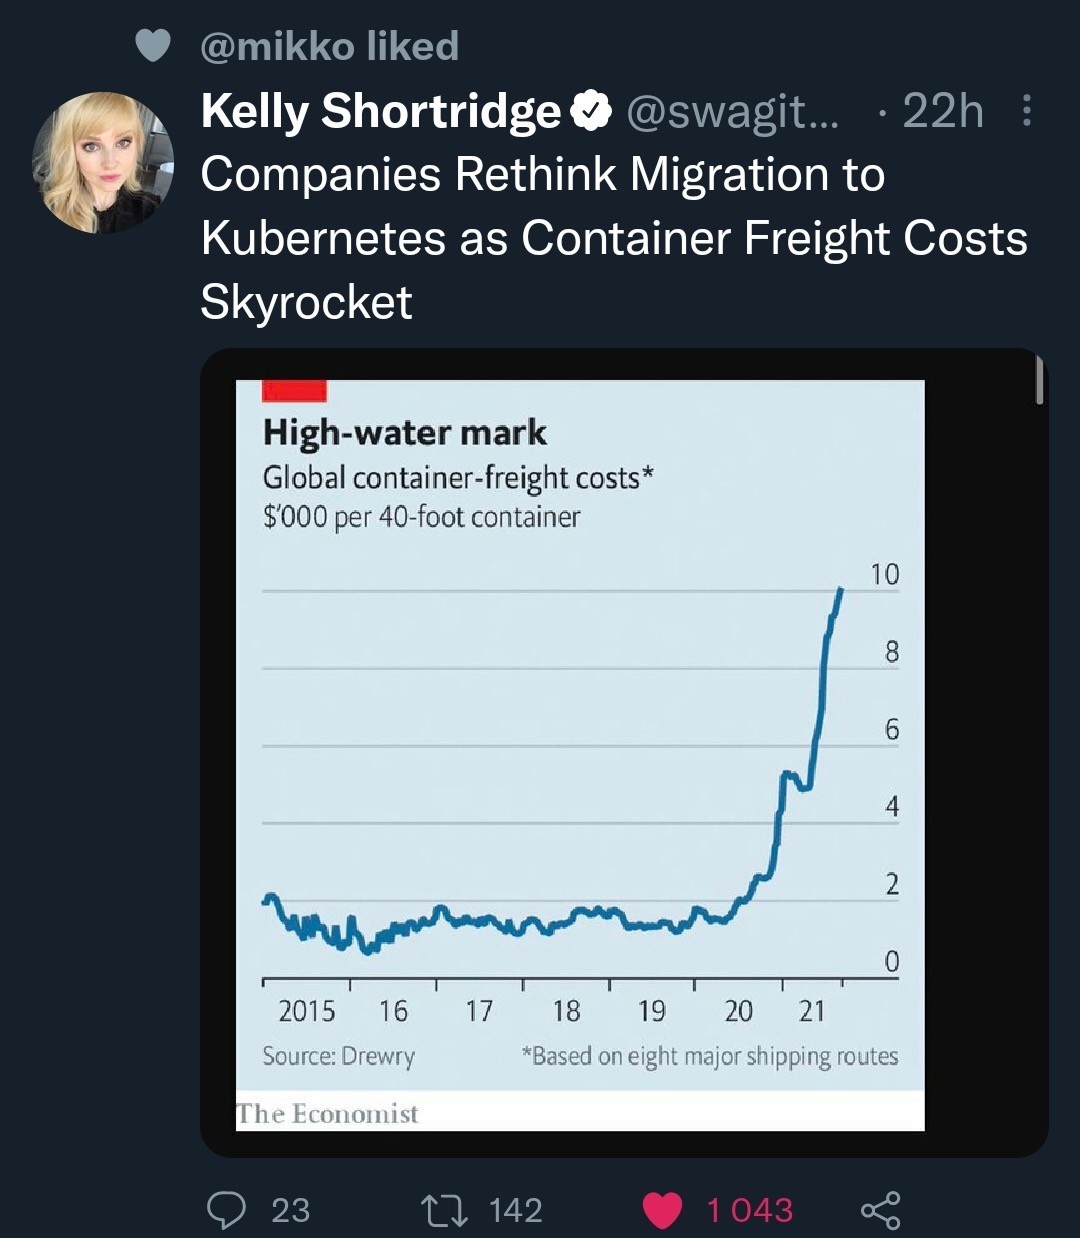 @mikko liked
Kelly Shortridge @swagit... · 22h
Companies Rethink Migration to
Kubernetes as Container Freight Costs
Skyrocket
High-water mark
Global container-freight costs*
$'000 per 40-foot container
10
8
6
4
2
0
2015 16 17 18 19 20 21
Source: Drewry *Based on eight major shipping routes
The Economist
23 142 1 043